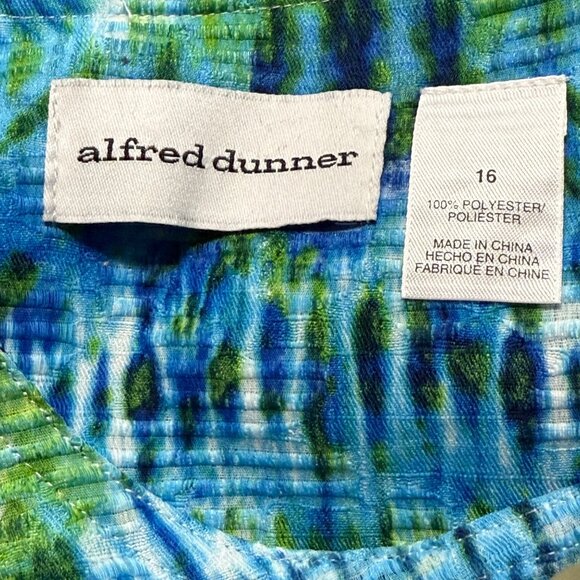 alfred dunner
16
100% POLYESTER/
POLIÉSTER
MADE IN CHINA
HECHO EN CHINA
FABRIQUE EN CHINE